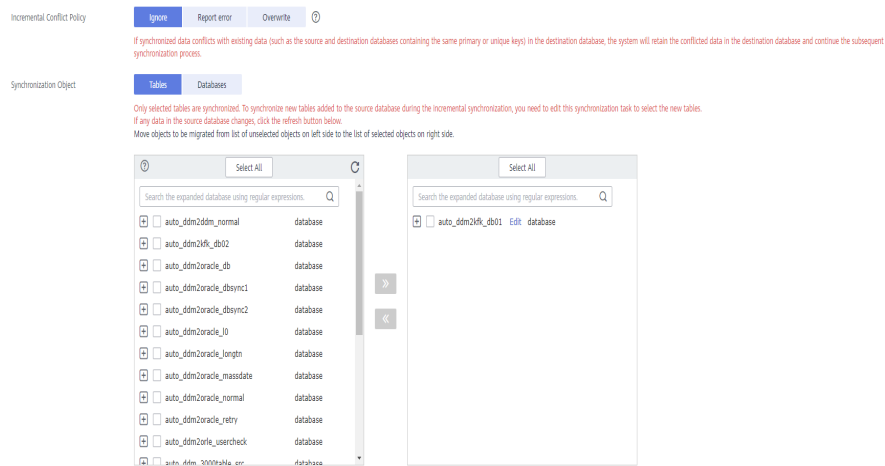 Incremental Conflict Policy
Ignore
Report error
Overwrite
If synchronized data conflicts with existing data (such as the source and destination databases containing the same primary or unique keys) in the destination database, the system will retain the conflicted data in the destination database and continue the subsequent
synchronization process.
Synchronization Object
Tables
Databases
Only selected tables are synchronized. To synchronize new tables added to the source database during the incremental synchronization, you need to edit this synchronization task to select the new tables.
If any data in the source database changes, click the refresh button below.
Move objects to be migrated from list of unselected objects on left side to the list of selected objects on right side.
Select All
Search the expanded database using regular expressions.
auto_ddm2ddm_normal database
auto_ddm2kfk_db02 database
auto_ddm2oracle_db database
auto_ddm2oracle_dbsync1 database
auto_ddm2oracle_dbsync2 database
auto_ddm2oracle_l0 database
auto_ddm2oracle_longtn database
auto_ddm2oracle_massdate database
auto_ddm2oracle_normal database
auto_ddm2oracle_retry database
auto_ddm2orle_usercheck database
auto_ddm_3000table_src database
Select All
Search the expanded database using regular expressions.
auto_ddm2kfk_db01 Edit database